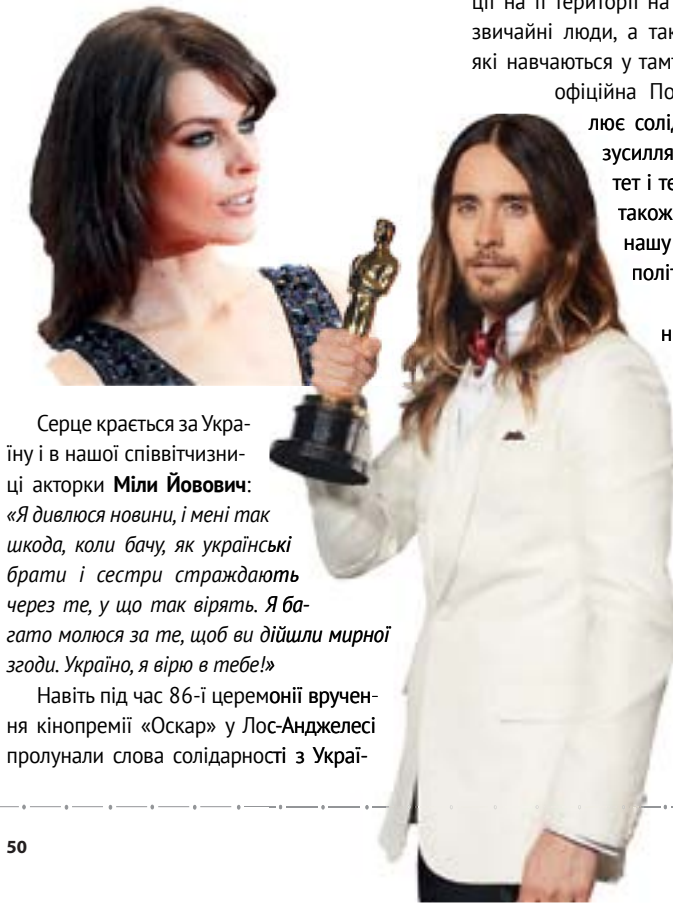 ції на її території на
звичайні люди, а так
які навчаються у там
офіційна По
лює солід
зусилля
тет і те
також
нашу
політ
н
Серце крається за Укра-
їну і в нашої співвітчизни-
ці акторки Міли Йовович:
«Я дивлюся новини, і мені так
шкода, коли бачу, як українські
брати і сестри страждають
через те, у що так вірять. Я ба-
гато молюся за те, щоб ви дійшли мирної
згоди. Україно, я вірю в тебе!»
Навіть під час 86-ї церемонії вручен-
ня кінопремії «Оскар» у Лос-Анджелесі
пролунали слова солідарності з Украї-
50